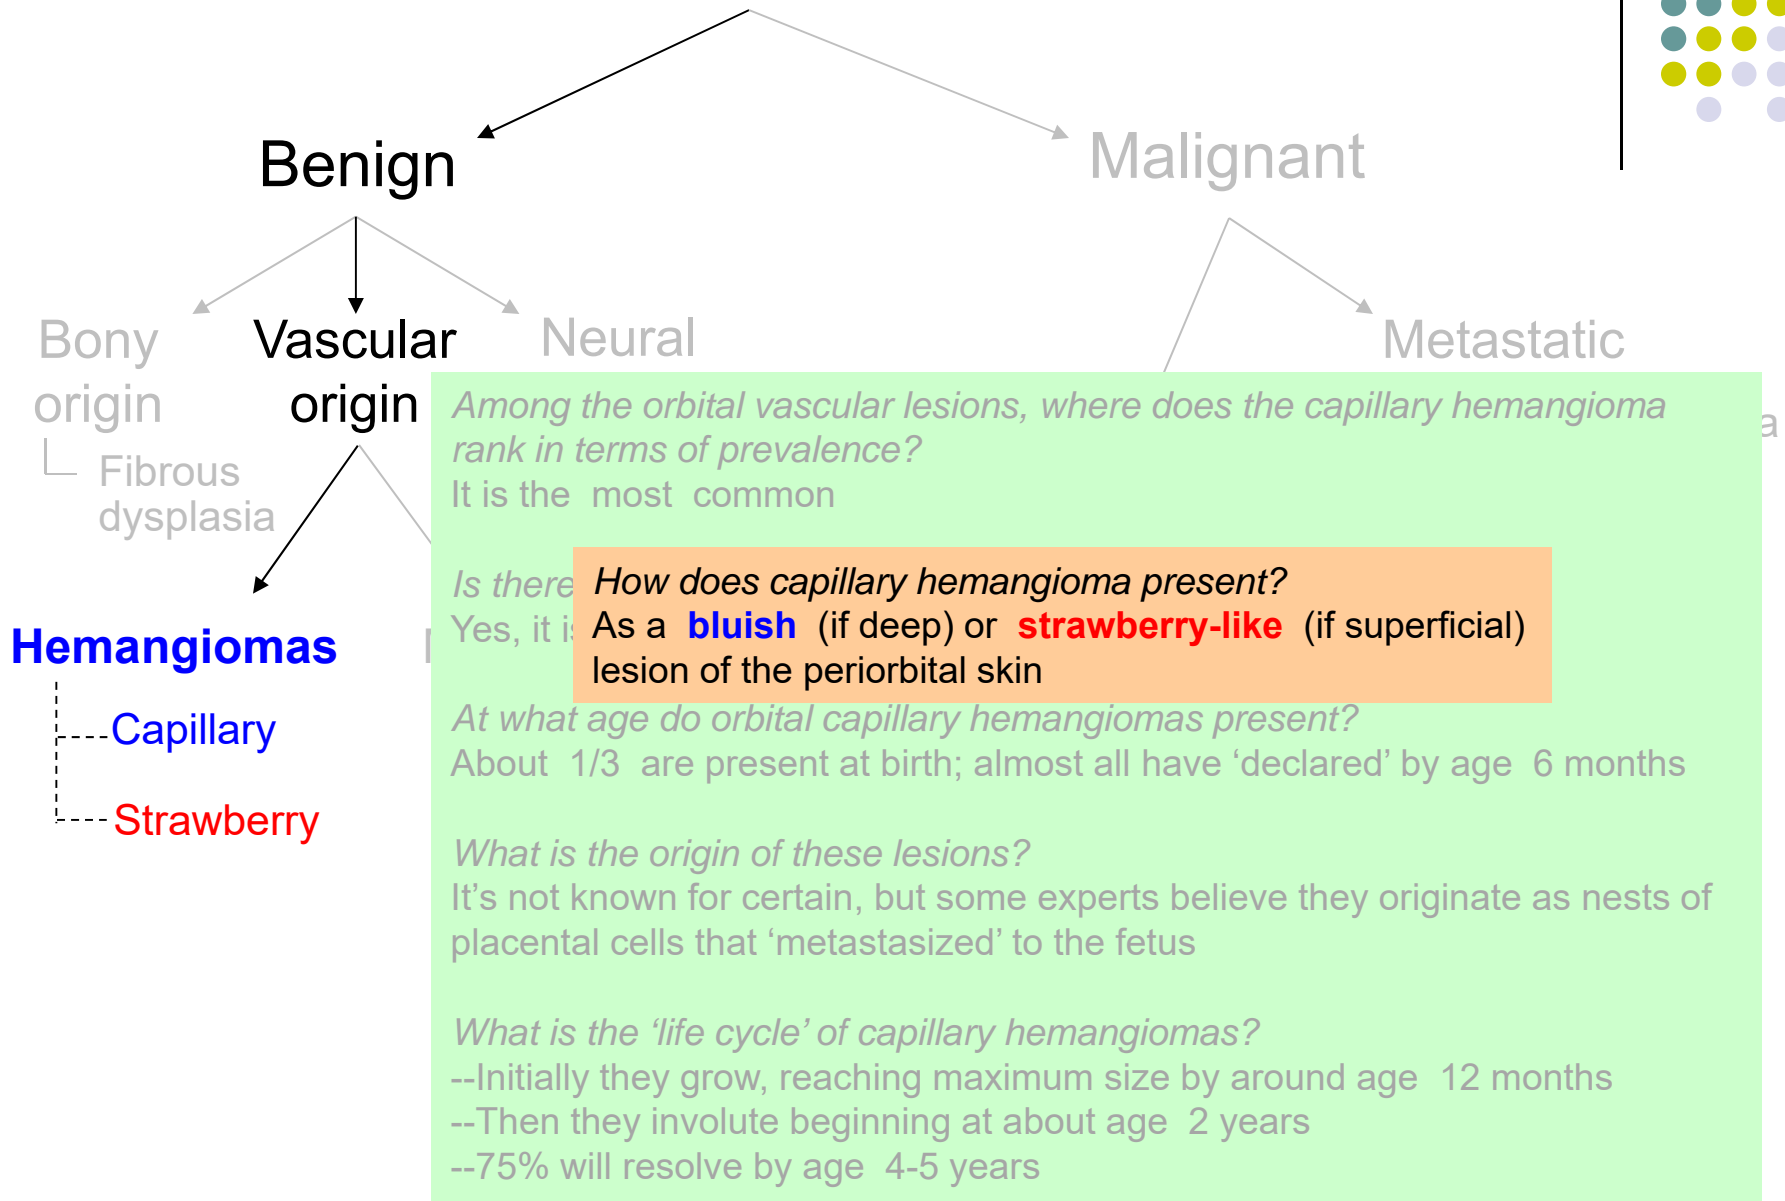 Benign
Malignant
Bony
origin
Vascular
origin
Neural
Metastatic
Fibrous
dysplasia
Hemangiomas
Capillary
Strawberry
Among the orbital vascular lesions, where does the capillary hemangioma
rank in terms of prevalence?
It is the most common
Is there
Yes, it
How does capillary hemangioma present?
As a bluish (if deep) or strawberry-like (if superficial)
lesion of the periorbital skin
At what age do orbital capillary hemangiomas present?
About 1/3 are present at birth; almost all have ‘declared’ by age 6 months
What is the origin of these lesions?
It’s not known for certain, but some experts believe they originate as nests of
placental cells that ‘metastasized’ to the fetus
What is the ‘life cycle’ of capillary hemangiomas?
--Initially they grow, reaching maximum size by around age 12 months
--Then they involute beginning at about age 2 years
--75% will resolve by age 4-5 years